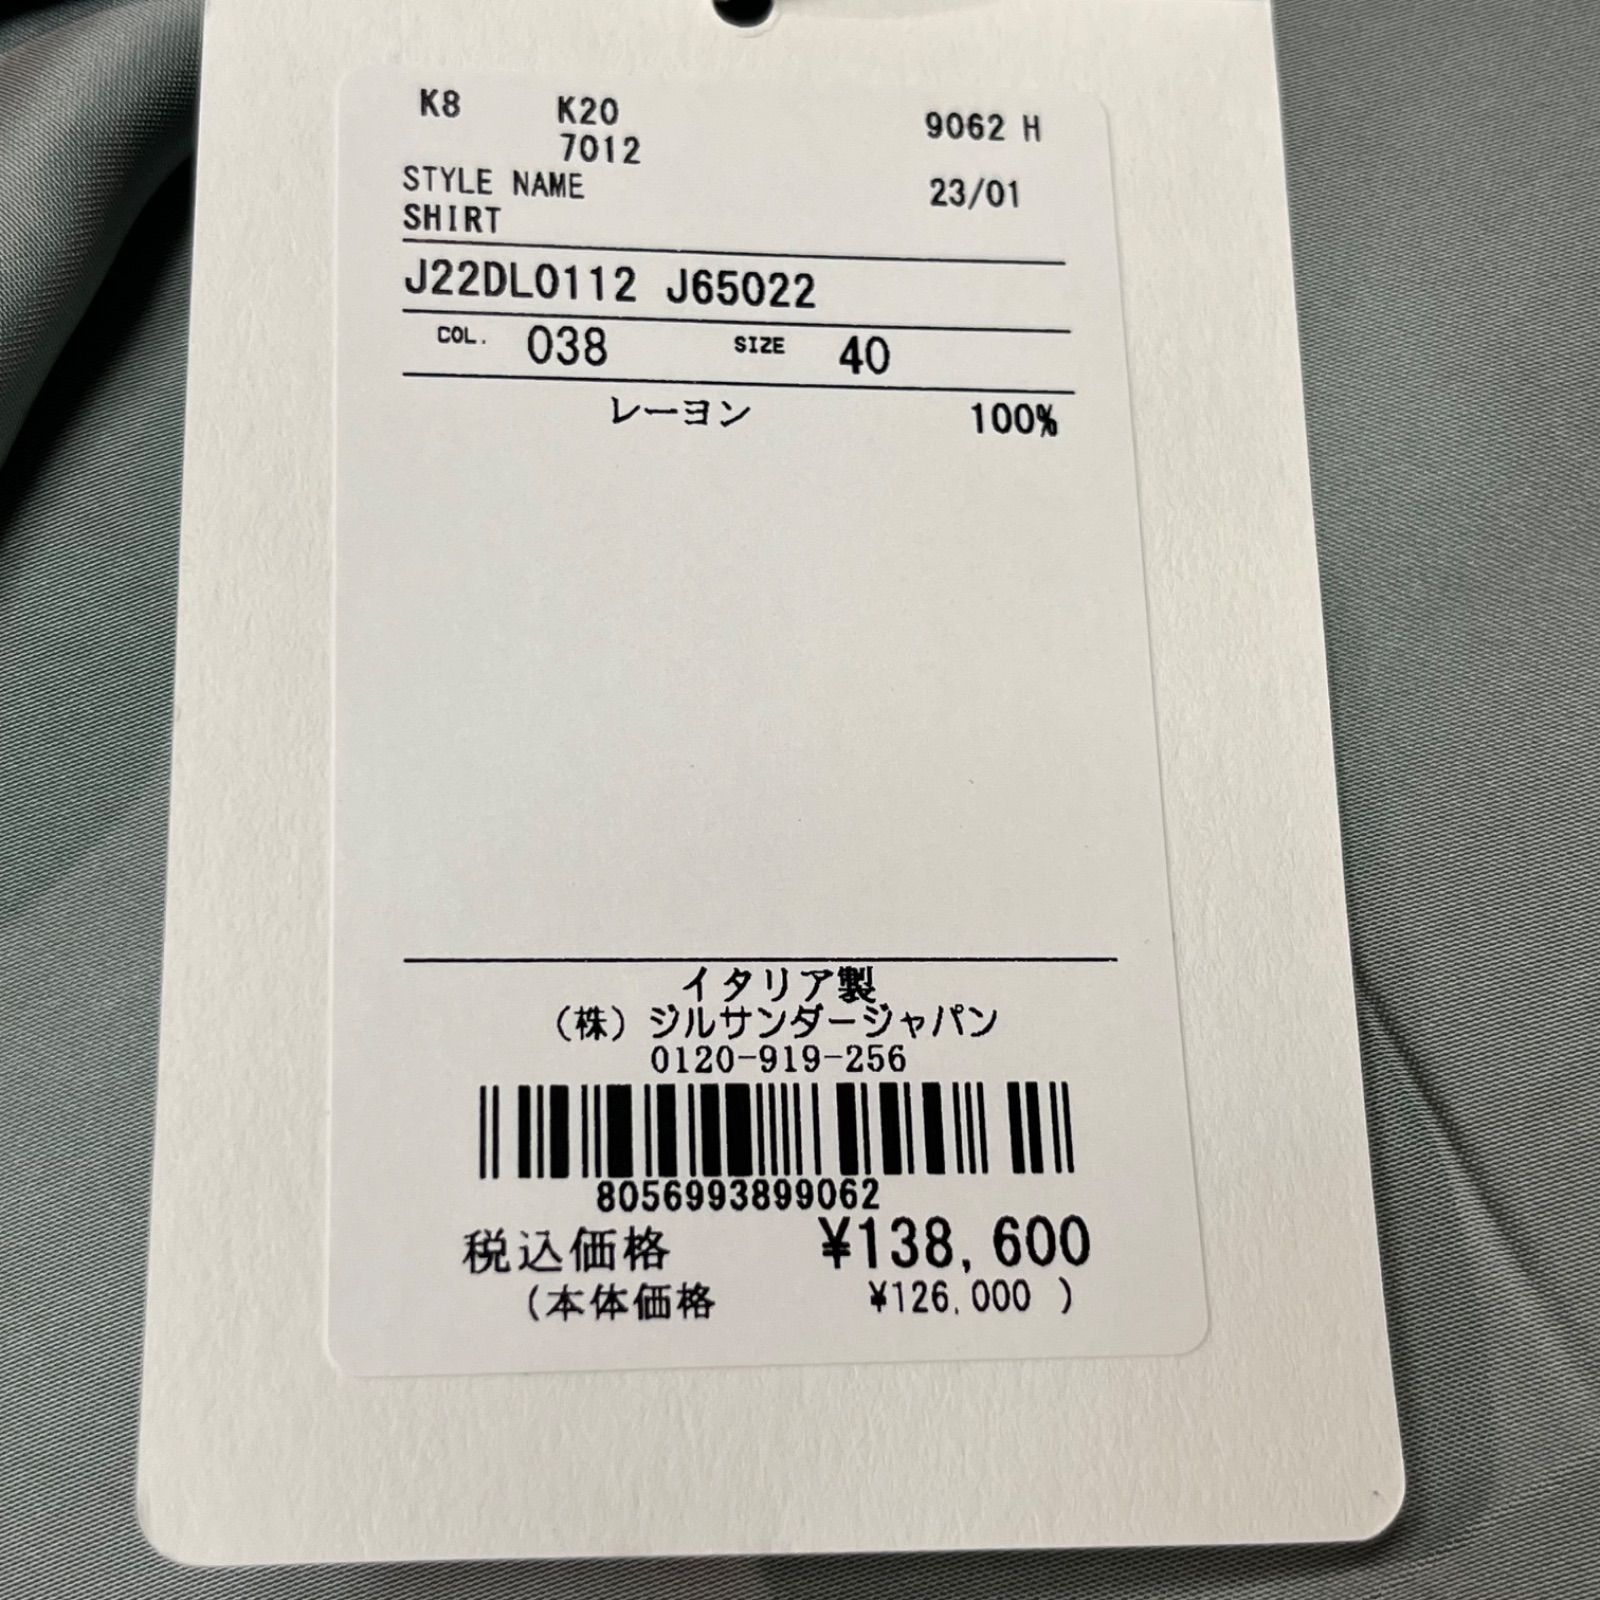 K8 K20 9062 H
7012
STYLE NAME 23/01
SHIRT
J22DL0112 J65022
COL. 038 SIZE 40
レーヨン 100%
イタリア製
（株）ジルサンダージャパン
0120-919-256
8056993899062
税込価格 ¥138,600
(本体価格 ¥126,000 )